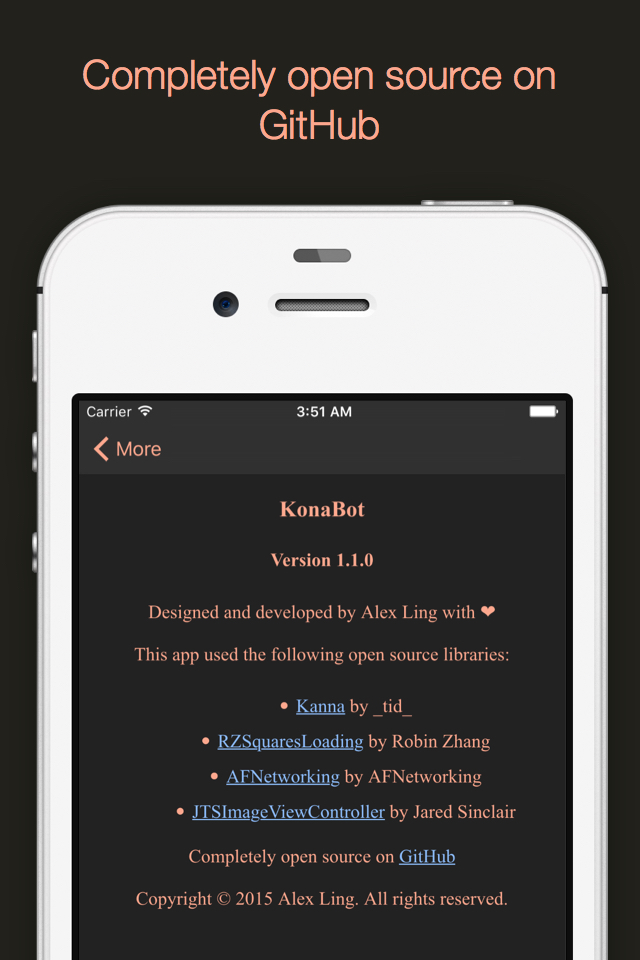 Completely open source on
GitHub
Carrier 3:51 AM
More
KonaBot
Version 1.1.0
Designed and developed by Alex Ling with ❤
This app used the following open source libraries:
• Kanna by _tid_
• RZSquaresLoading by Robin Zhang
• AFNetworking by AFNetworking
• JTSImageViewController by Jared Sinclair
Completely open source on GitHub
Copyright © 2015 Alex Ling. All rights reserved.